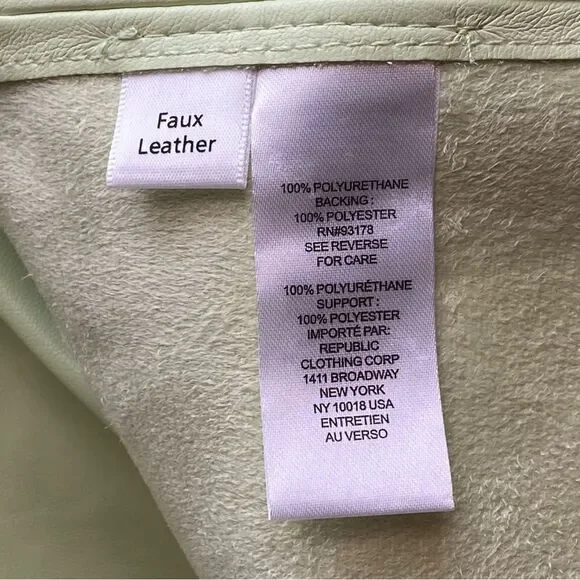 Faux
Leather
100% POLYURETHANE
BACKING :
100% POLYESTER
RN#93178
SEE REVERSE
FOR CARE
100% POLYURÉTHANE
SUPPORT :
100% POLYESTER
IMPORTÉ PAR:
REPUBLIC
CLOTHING CORP
1411 BROADWAY
NEW YORK
NY 10018 USA
ENTRETIEN
AU VERSO